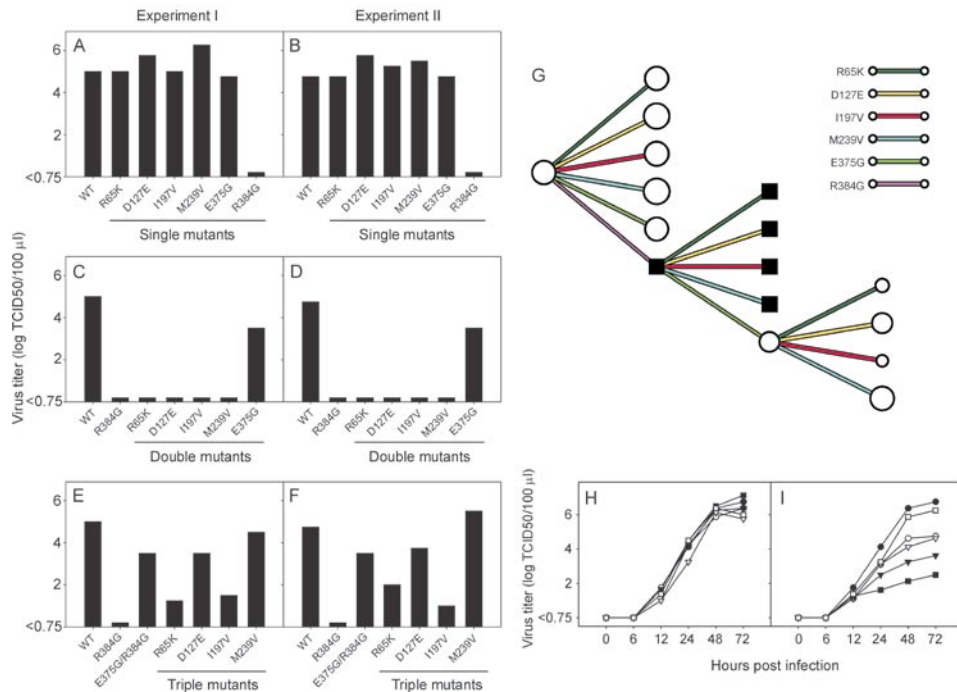 Experiment I
Experiment II
Virus titer (log TCID50/100 µl)
A
6
4
2
<0.75
WT
R65K
D127E
I197V
M239V
E375G
R384G
Single mutants
B
WT
R65K
D127E
I197V
M239V
E375G
R384G
Single mutants
C
6
4
2
<0.75
WT
R384G
R65K
D127E
I197V
M239V
E375G
Double mutants
D
WT
R384G
R65K
D127E
I197V
M239V
E375G
Double mutants
E
6
4
2
<0.75
WT
R384G
E375G/R384G
R65K
D127E
I197V
M239V
Triple mutants
F
WT
R384G
E375G/R384G
R65K
D127E
I197V
M239V
Triple mutants
G
R65K
D127E
I197V
M239V
E375G
R384G
Virus titer (log TCID50/100 µl)
H
6
4
2
<0.75
0 6 12 24 48 72
I
0 6 12 24 48 72
Hours post infection